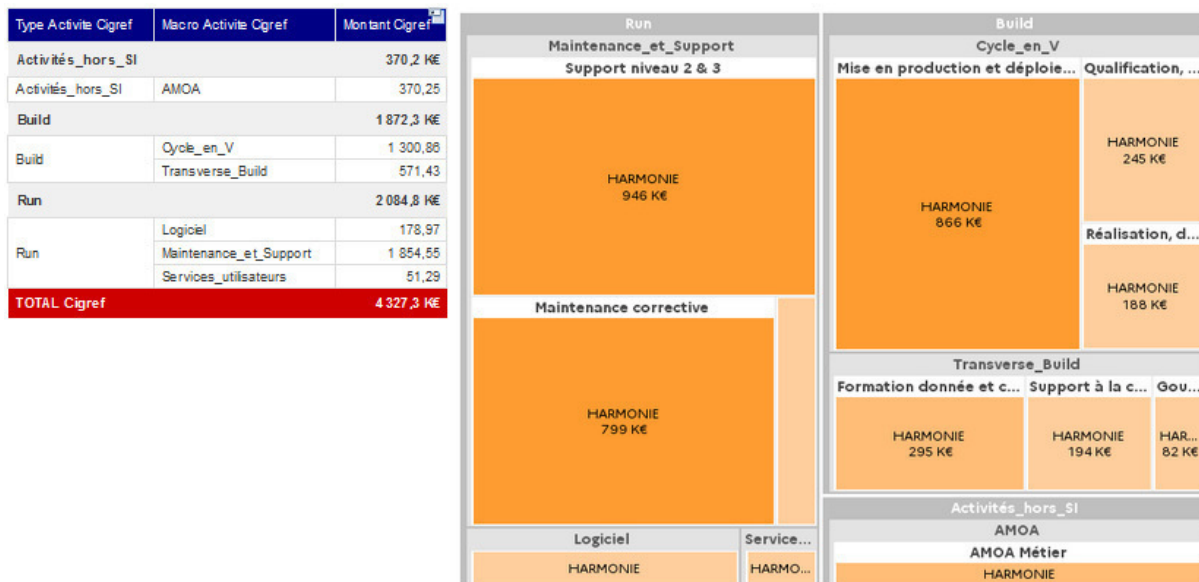 Type Activite Cigref Macro Activite Cigref Montant Cigref
Activités_hors_SI 370,2 K€
Activités_hors_SI AMOA 370,25
Build 1 872,3 K€
Build
Cycle_en_V 1 300,86
Transverse_Build 571,43
Run 2 084,8 K€
Run
Logiciel 178,97
Maintenance_et_Support 1 854,55
Services_utilisateurs 51,29
TOTAL Cigref 4 327,3 K€
Run
Maintenance_et_Support
Support niveau 2 & 3
HARMONIE
946 K€
Maintenance corrective
HARMONIE
799 K€
Logiciel
HARMONIE
Service...
HARMO...
Build
Cycle_en_V
Mise en production et déploie...
HARMONIE
866 K€
Qualification, ...
HARMONIE
245 K€
Réalisation, d...
HARMONIE
188 K€
Transverse_Build
Formation donnée et c...
HARMONIE
295 K€
Support à la c...
HARMONIE
194 K€
Gou...
HAR...
82 K€
Activités_hors_SI
AMOA
AMOA Métier
HARMONIE